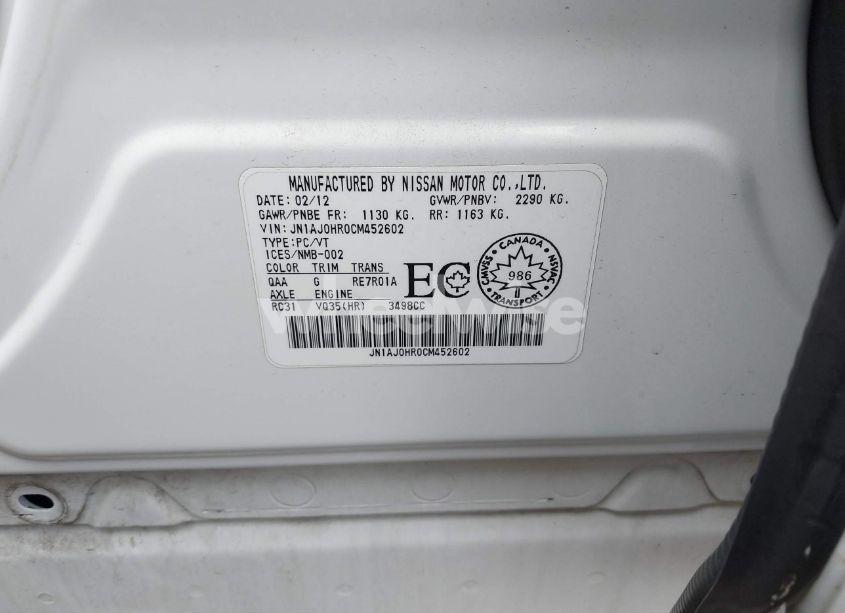 MANUFACTURED BY NISSAN MOTOR CO.,LTD.
DATE: 02/12 GVWR/PNBV: 2290 KG.
GAWR/PNBE FR: 1130 KG. RR: 1163 KG.
VIN: JN1AJ0HR0CM452602
TYPE:PC/VT
ICES/NMB-002
COLOR TRIM TRANS
QAA G RE7R01A
AXLE ENGINE
RC31 VQ35(HR) 3498CC
EC
CANADA
CMVSS 986 NSVAC
TRANSPORT
JN1AJ0HR0CM452602
wheelwise